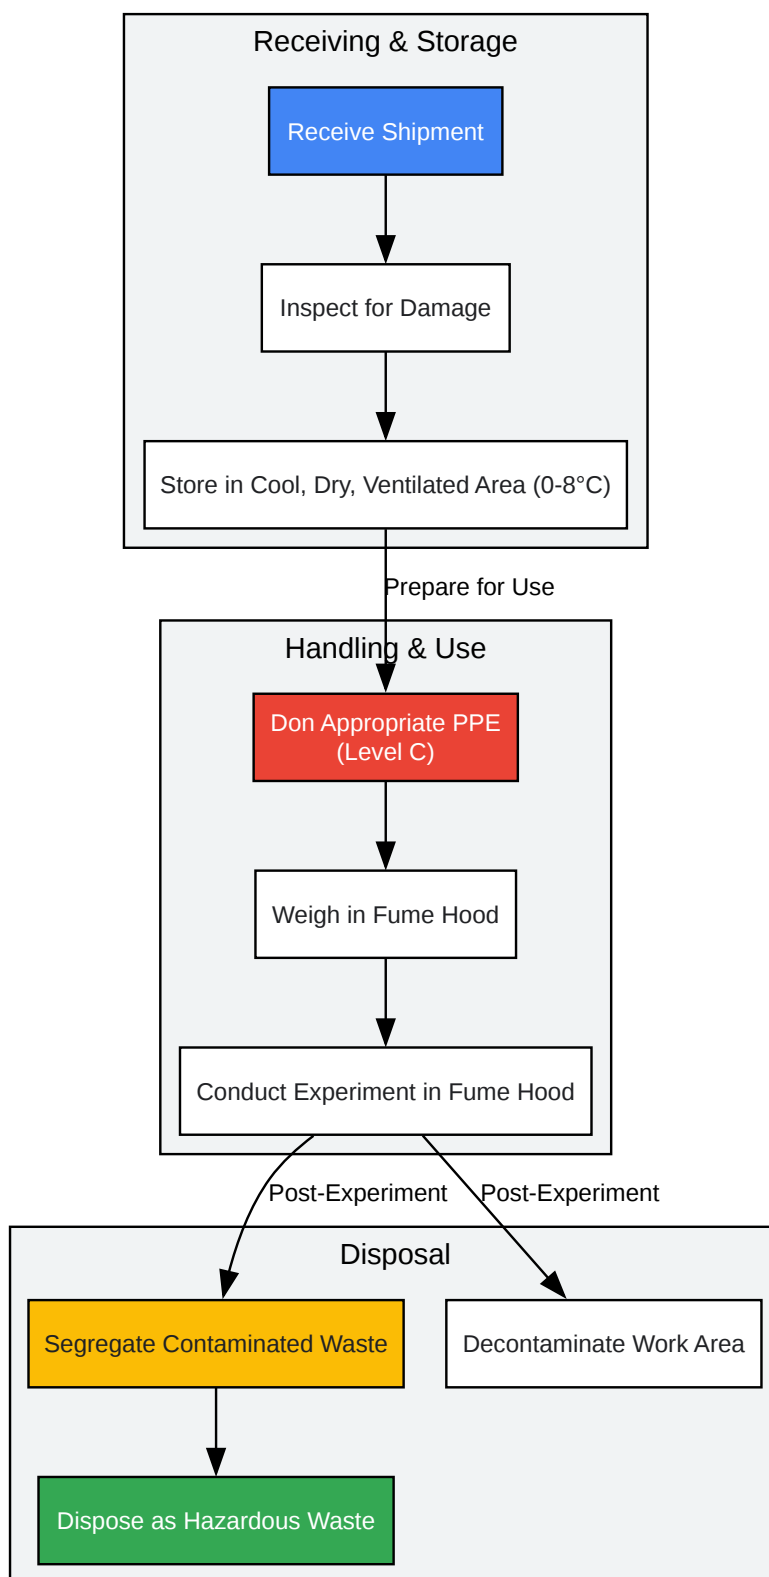 Receiving & Storage
Receive Shipment
Inspect for Damage
Store in Cool, Dry, Ventilated Area (0-8°C)
Prepare for Use
Handling & Use
Don Appropriate PPE
(Level C)
Weigh in Fume Hood
Conduct Experiment in Fume Hood
Post-Experiment
Post-Experiment
Disposal
Segregate Contaminated Waste
Decontaminate Work Area
Dispose as Hazardous Waste